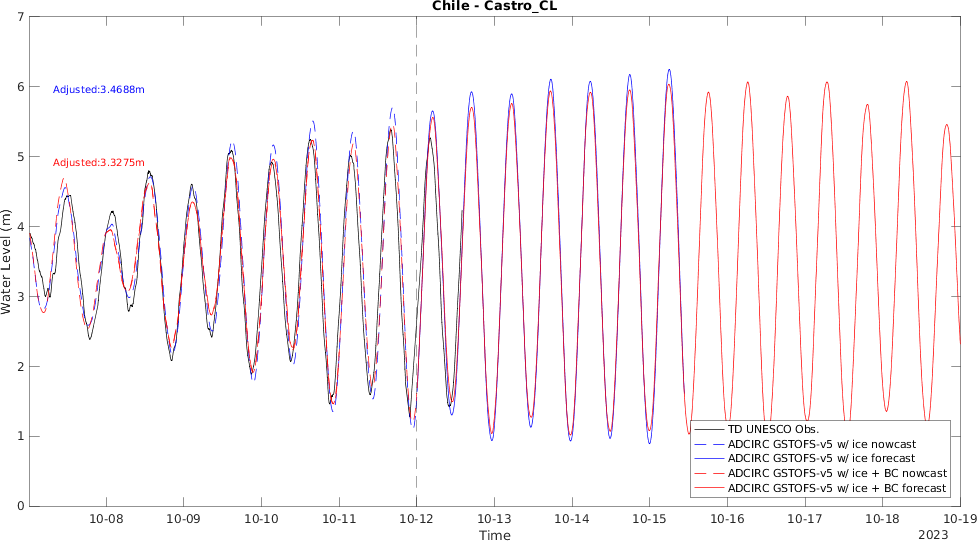 Chile - Castro_CL
7
6
5
4
3
2
1
0
Water Level (m)
Adjusted:3.4688m
Adjusted:3.3275m
TD UNESCO Obs.
ADCIRC GSTOFS-v5 w/ ice nowcast
ADCIRC GSTOFS-v5 w/ ice forecast
ADCIRC GSTOFS-v5 w/ ice + BC nowcast
ADCIRC GSTOFS-v5 w/ ice + BC forecast
10-08 10-09 10-10 10-11 10-12 10-13 10-14 10-15 10-16 10-17 10-18 10-19
Time
2023